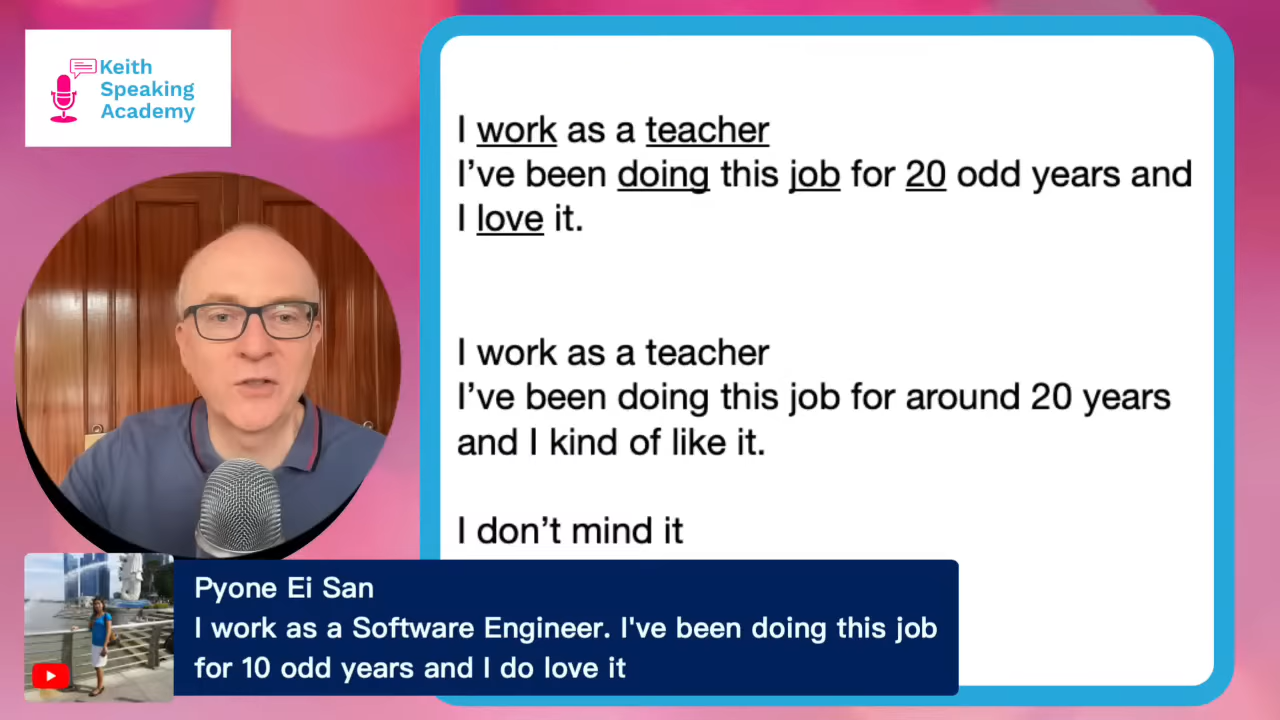 Keith
Speaking
Academy
I work as a teacher
I've been doing this job for 20 odd years and
I love it.
I work as a teacher
I've been doing this job for around 20 years
and I kind of like it.
I don't mind it
Pyone Ei San
I work as a Software Engineer. I've been doing this job
for 10 odd years and I do love it